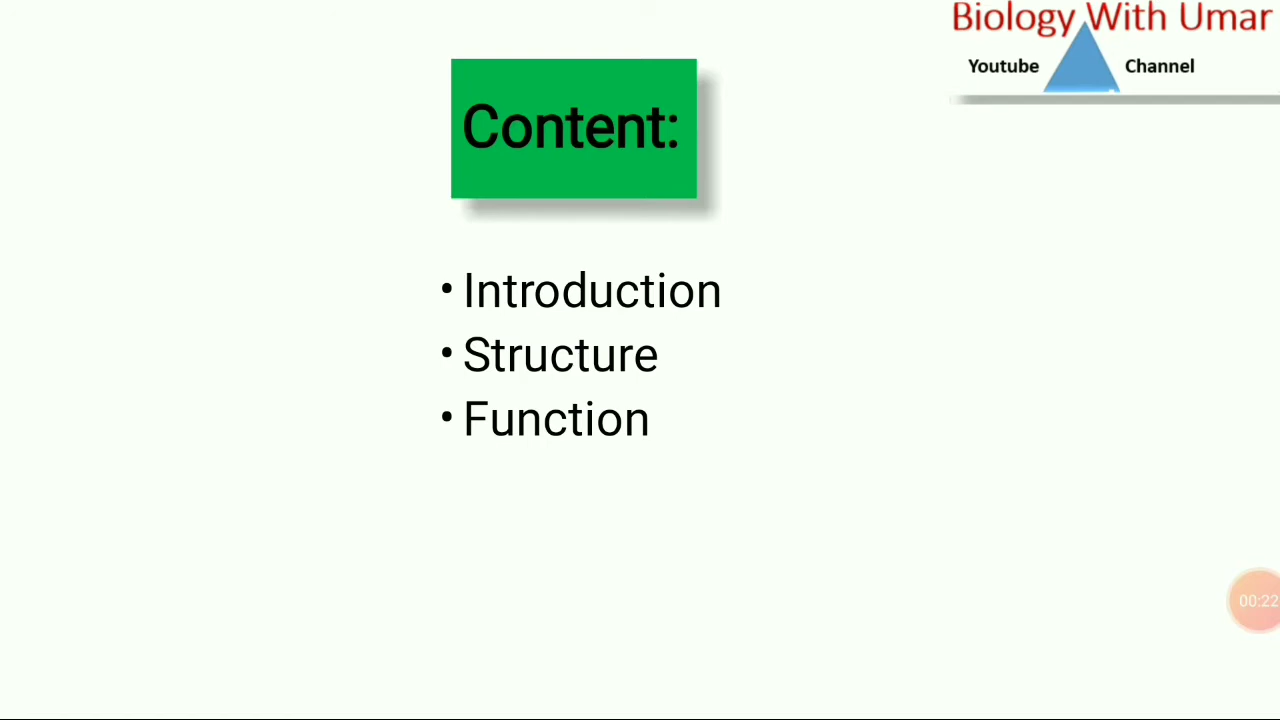 Biology With Umar
Youtube Channel
Content:
• Introduction
• Structure
• Function
00:22